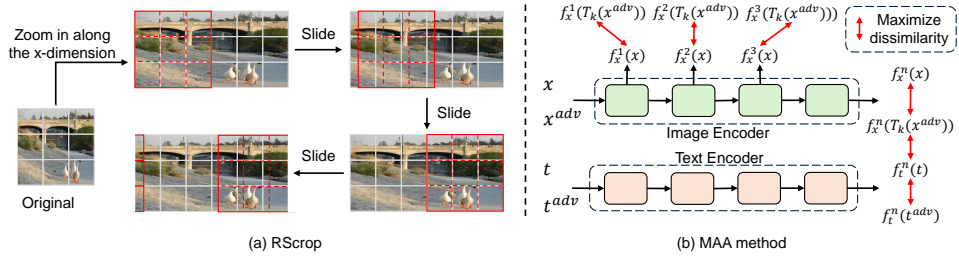 Zoom in along
the x-dimension
Slide
Slide
Slide
Original
(a) RScrop
f_x^1(T_k(x^{adv})) f_x^2(T_k(x^{adv})) f_x^3(T_k(x^{adv})))
Maximize
dissimilarity
f_x^1(x) f_x^2(x) f_x^3(x)
f_x^n(x)
x
x^{adv}
Image Encoder
f_x^n(T_k(x^{adv}))
Text Encoder
f_t^n(t)
t
t^{adv}
f_t^n(t^{adv})
(b) MAA method